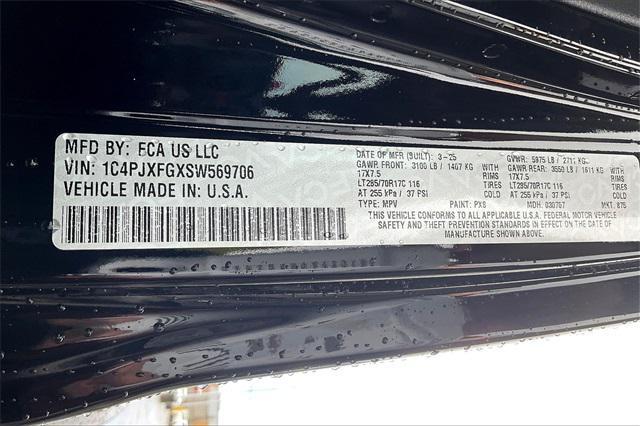 MFD BY: FCA US LLC
VIN: 1C4PJXFGXSW569706
VEHICLE MADE IN: U.S.A.
DATE OF MFR (BUILT): 3-25 GVWR: 5975 LB / 2711 KG
GAWR FRONT: 3100 LB / 1407 KG WITH GAWR REAR: 3550 LB / 1611 KG WITH
17X7.5 RIMS 17X7.5 RIMS
LT285/70R17C 116 TIRES LT285/70R17C 116 TIRES
AT 255 kPa / 37 PSI COLD AT 255 kPa / 37 PSI COLD
TYPE: MPV PAINT: PX8 MDH: 030767 MKT: 875
THIS VEHICLE CONFORMS TO ALL APPLICABLE U.S.A. FEDERAL MOTOR VEHICLE
SAFETY AND THEFT PREVENTION STANDARDS IN EFFECT ON THE DATE OF
MANUFACTURE SHOWN ABOVE.